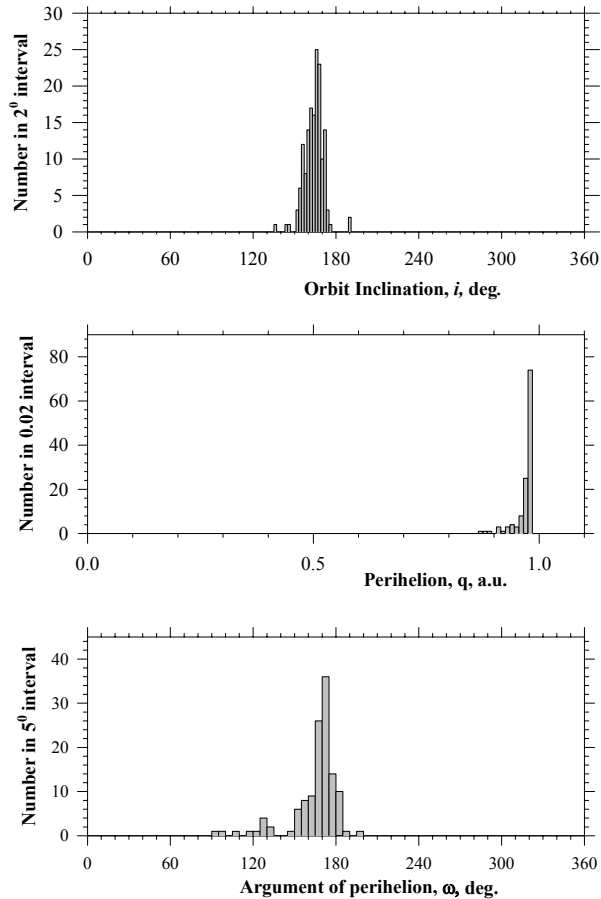 Number in 2⁰ interval
30
25
20
15
10
5
0
0 60 120 180 240 300 360
Orbit Inclination, i, deg.
Number in 0.02 interval
80
60
40
20
0
0.0 0.5 1.0
Perihelion, q, a.u.
Number in 5⁰ interval
40
30
20
10
0
0 60 120 180 240 300 360
Argument of perihelion, ω, deg.